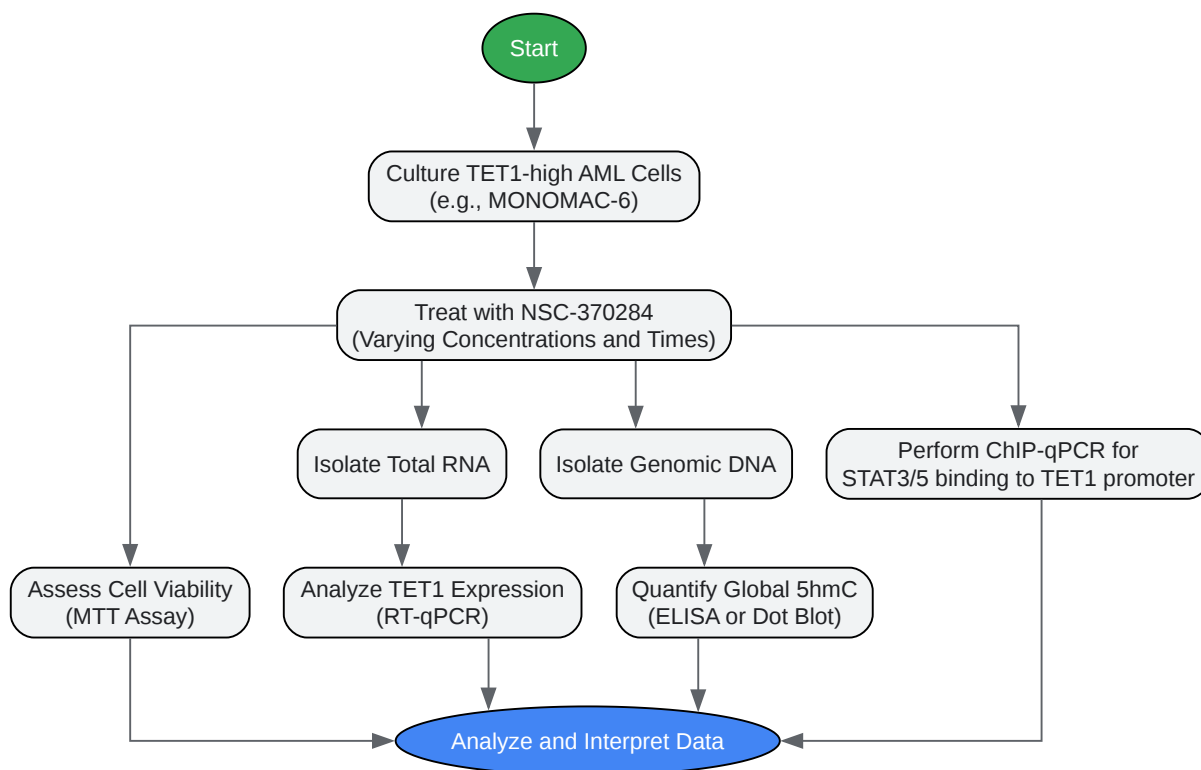 Start
Culture TET1-high AML Cells
(e.g., MONOMAC-6)
Treat with NSC-370284
(Varying Concentrations and Times)
Isolate Total RNA
Isolate Genomic DNA
Perform ChIP-qPCR for
STAT3/5 binding to TET1 promoter
Assess Cell Viability
(MTT Assay)
Analyze TET1 Expression
(RT-qPCR)
Quantify Global 5hmC
(ELISA or Dot Blot)
Analyze and Interpret Data